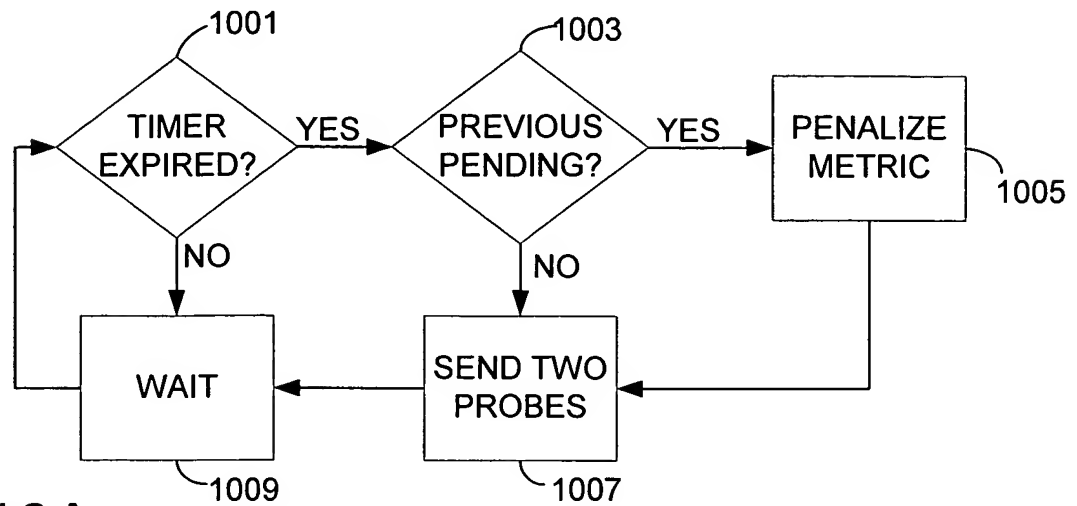 1001
1003
TIMER
EXPIRED?
YES
PREVIOUS
PENDING?
YES
PENALIZE
METRIC
1005
NO
NO
WAIT
SEND TWO
PROBES
1009
1007